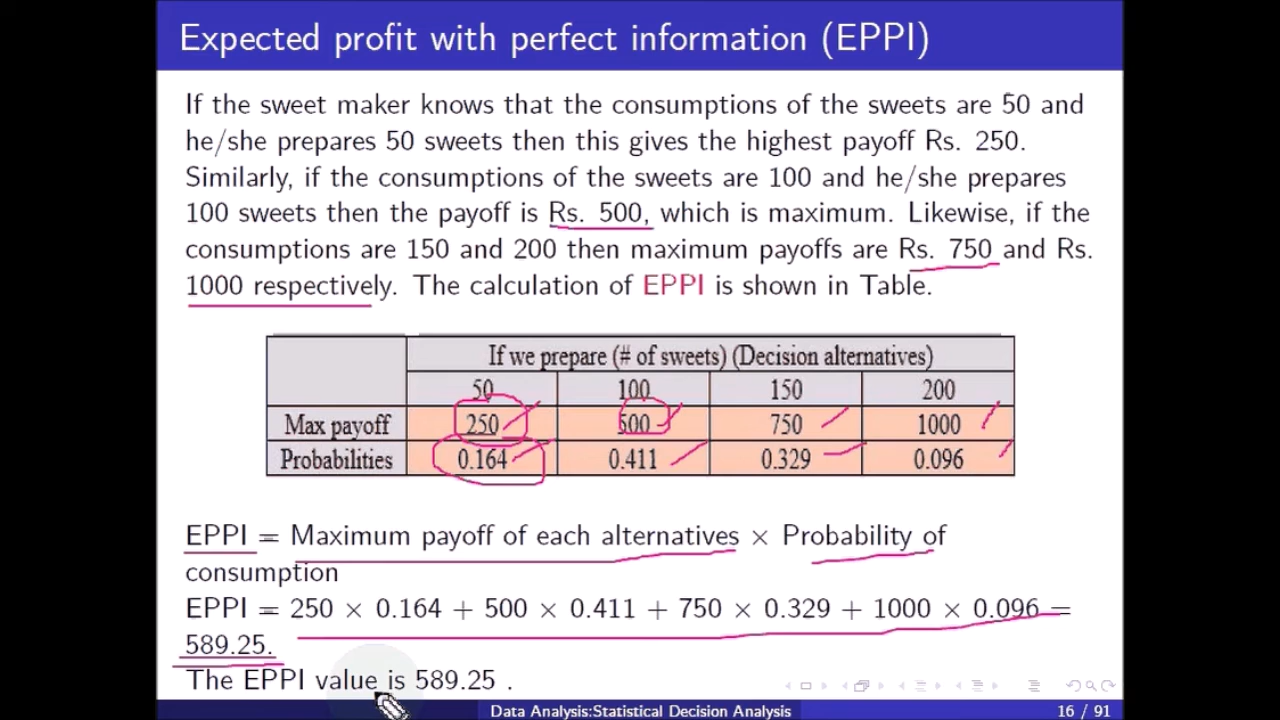 Expected profit with perfect information (EPPI)
If the sweet maker knows that the consumptions of the sweets are 50 and
he/she prepares 50 sweets then this gives the highest payoff Rs. 250.
Similarly, if the consumptions of the sweets are 100 and he/she prepares
100 sweets then the payoff is Rs. 500, which is maximum. Likewise, if the
consumptions are 150 and 200 then maximum payoffs are Rs. 750 and Rs.
1000 respectively. The calculation of EPPI is shown in Table.
If we prepare (# of sweets) (Decision alternatives)
50 100 150 200
Max payoff 250 500 750 1000
Probabilities 0.164 0.411 0.329 0.096
EPPI = Maximum payoff of each alternatives × Probability of
consumption
EPPI = 250 × 0.164 + 500 × 0.411 + 750 × 0.329 + 1000 × 0.096 =
589.25.
The EPPI value is 589.25 .
Data Analysis:Statistical Decision Analysis 16 / 91